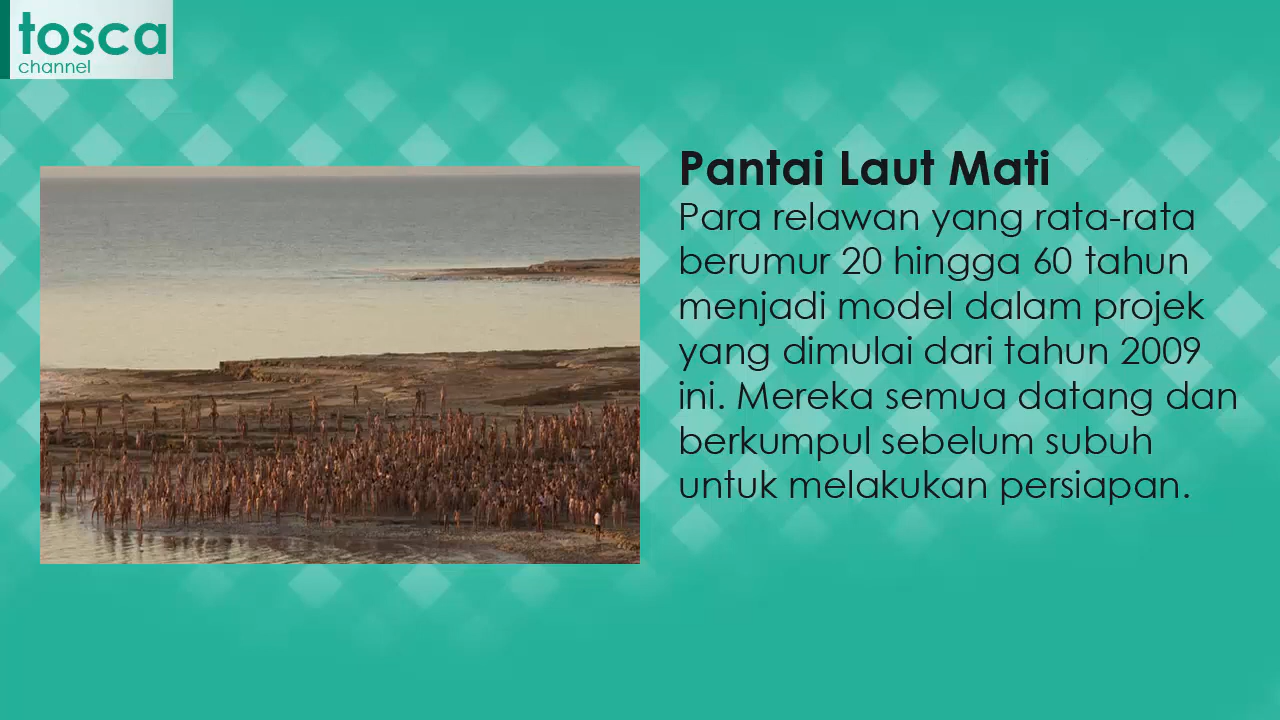 tosca
channel
Pantai Laut Mati
Para relawan yang rata-rata
berumur 20 hingga 60 tahun
menjadi model dalam projek
yang dimulai dari tahun 2009
ini. Mereka semua datang dan
berkumpul sebelum subuh
untuk melakukan persiapan.